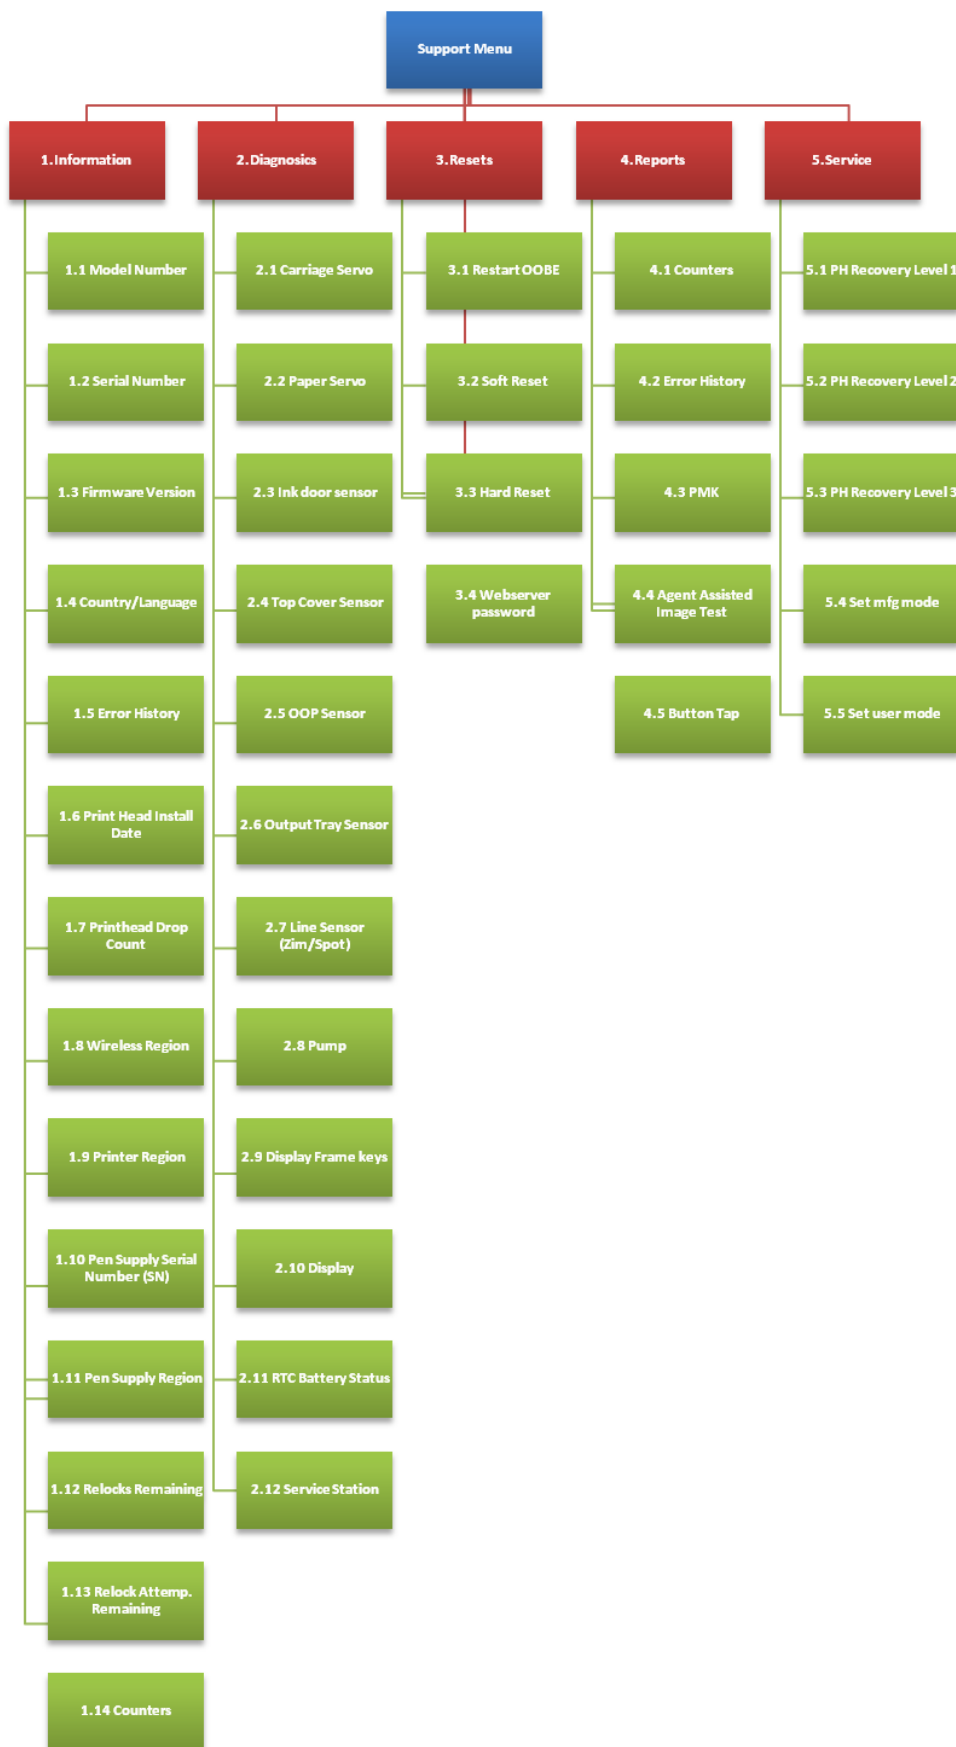 Support Menu
1.Information
1.1 Model Number
1.2 Serial Number
1.3 Firmware Version
1.4 Country/Language
1.5 Error History
1.6 Print Head Install
Date
1.7 Printhead Drop
Count
1.8 Wireless Region
1.9 Printer Region
1.10 Pen Supply Serial
Number (SN)
1.11 Pen Supply Region
1.12 Relocks Remaining
1.13 Relock Attemp.
Remaining
1.14 Counters
2.Diagnosics
2.1 Carriage Servo
2.2 Paper Servo
2.3 Ink door sensor
2.4 Top Cover Sensor
2.5 OOP Sensor
2.6 Output Tray Sensor
2.7 Line Sensor
(Zim/Spot)
2.8 Pump
2.9 Display Frame keys
2.10 Display
2.11 RTC Battery Status
2.12 Service Station
3.Resets
3.1 Restart OOBE
3.2 Soft Reset
3.3 Hard Reset
3.4 Webserver
password
4.Reports
4.1 Counters
4.2 Error History
4.3 PMK
4.4 Agent Assisted
Image Test
4.5 Button Tap
5.Service
5.1 PH Recovery Level 1
5.2 PH Recovery Level 2
5.3 PH Recovery Level 3
5.4 Set mfg mode
5.5 Set user mode